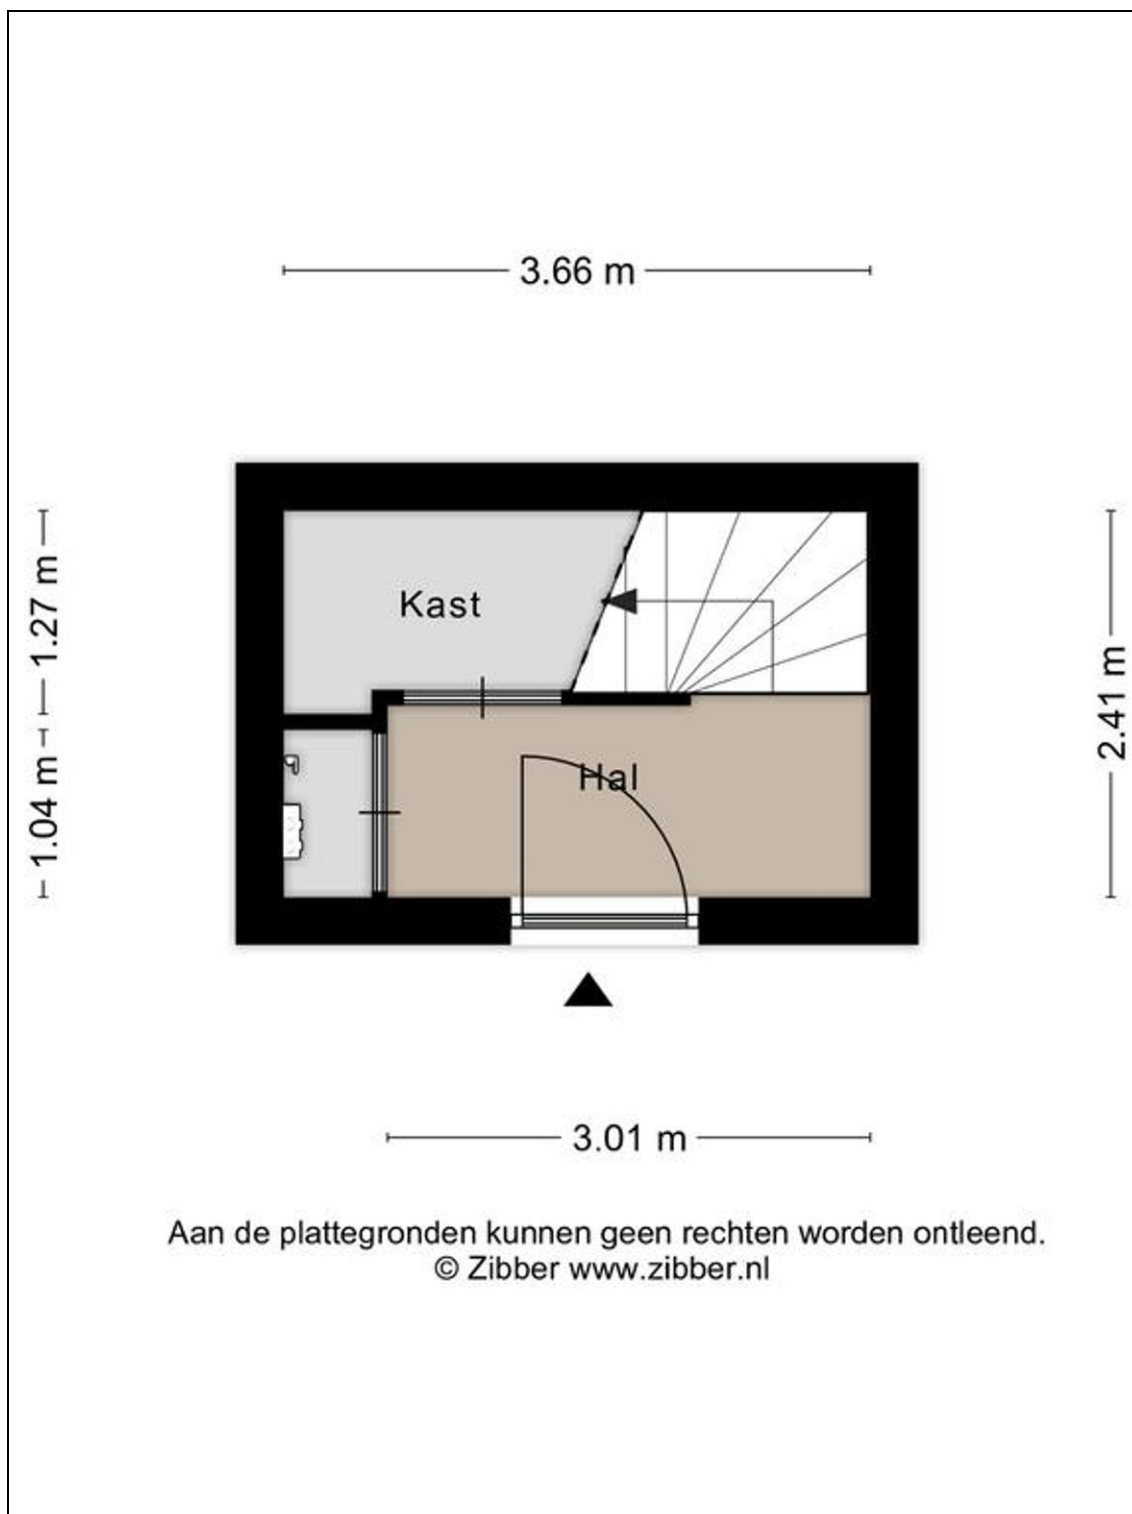 3.66 m
1.27 m
Kast
2.41 m
Hal
1.04 m
3.01 m
Aan de plattegronden kunnen geen rechten worden ontleend.
© Zibber www.zibber.nl